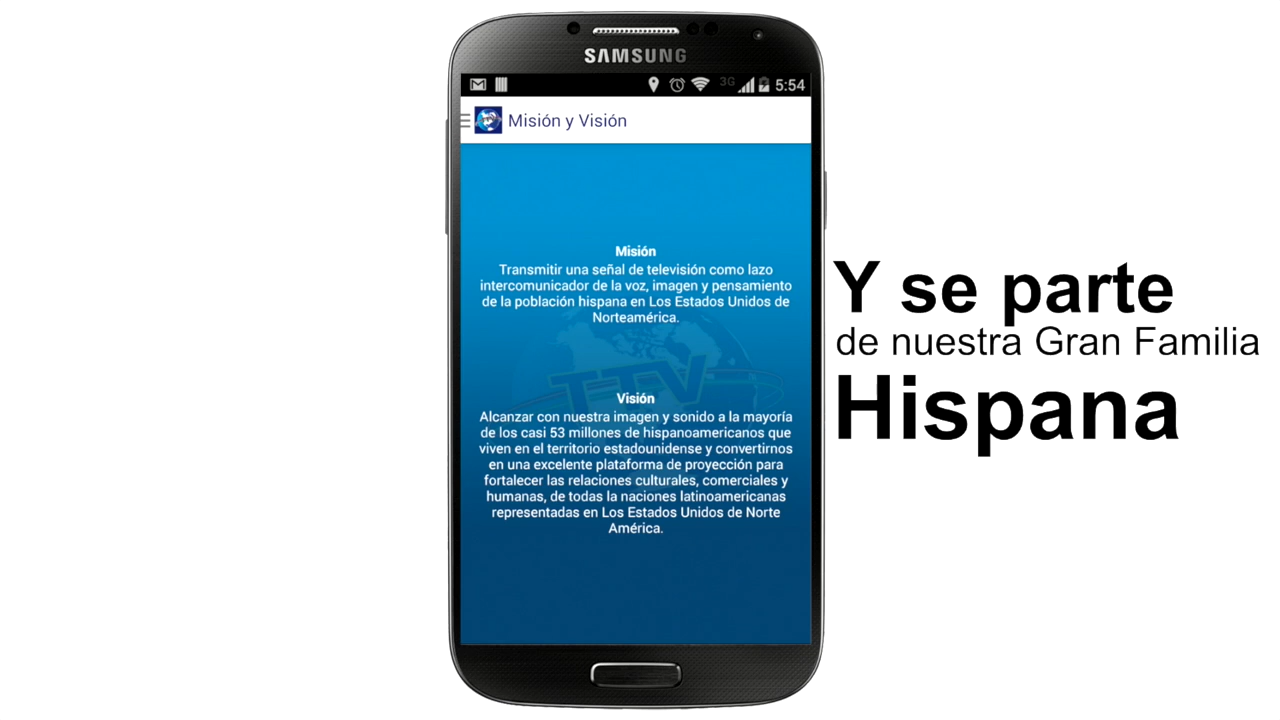 SAMSUNG
3G 5:54
Misión y Visión
Misión
Transmitir una señal de televisión como lazo
intercomunicador de la voz, imagen y pensamiento
de la población hispana en Los Estados Unidos de
Norteamérica.
TTV
Visión
Alcanzar con nuestra imagen y sonido a la mayoría
de los casi 53 millones de hispanoamericanos que
viven en el territorio estadounidense y convertirnos
en una excelente plataforma de proyección para
fortalecer las relaciones culturales, comerciales y
humanas, de todas la naciones latinoamericanas
representadas en Los Estados Unidos de Norte
América.
Y se parte
de nuestra Gran Familia
Hispana